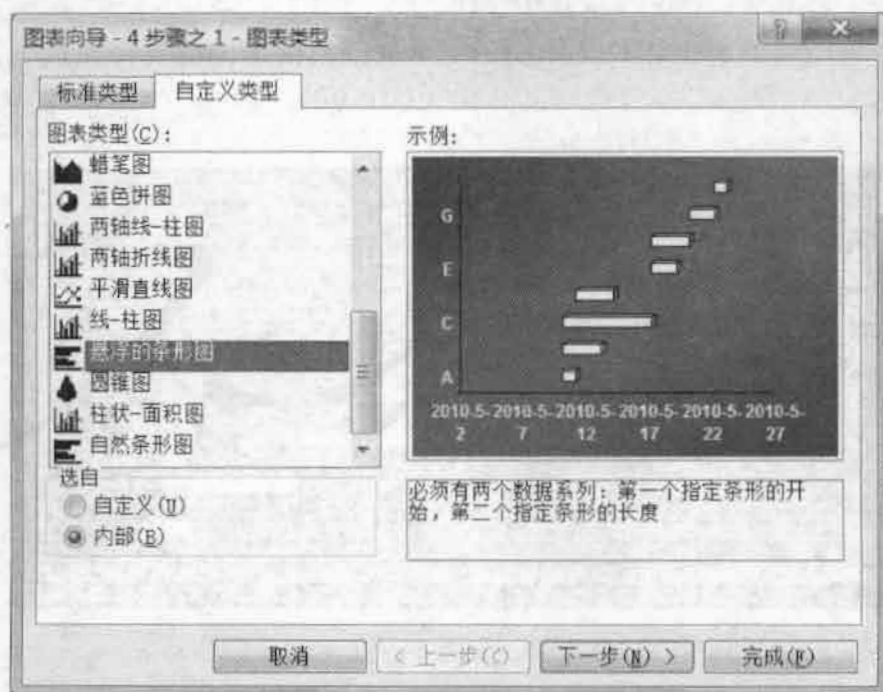 图表向导 - 4 步骤之 1 - 图表类型
标准类型
自定义类型
图表类型(C):
蜡笔图
蓝色饼图
两轴线-柱图
两轴折线图
平滑直线图
线-柱图
悬浮的条形图
圆锥图
柱状-面积图
自然条形图
选自
自定义(U)
内部(B)
示例:
G
E
C
A
2010-5-2
2010-5-7
2010-5-12
2010-5-17
2010-5-22
2010-5-27
必须有两个数据系列: 第一个指定条形的开
始, 第二个指定条形的长度
取消
< 上一步(C)
下一步(N) >
完成(F)